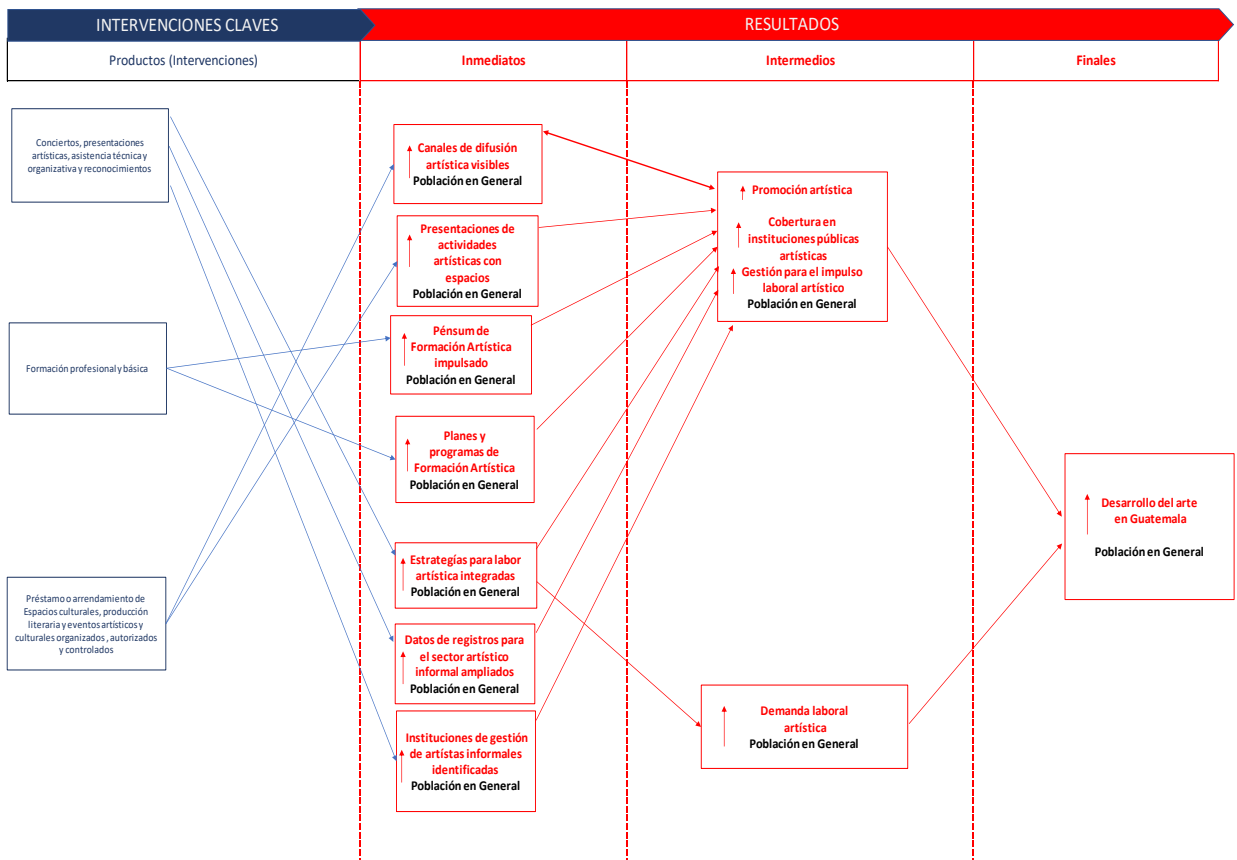 INTERVENCIONES CLAVES
RESULTADOS
Productos (Intervenciones)
Inmediatos
Intermedios
Finales
Conciertos, presentaciones
artísticas, asistencia técnica y
organizativa y reconocimientos
Formación profesional y básica
Préstamo o arrendamiento de
Espacios culturales, producción
literaria y eventos artísticos y
culturales organizados , autorizados
y controlados
Canales de difusión
artística visibles
Población en General
Presentaciones de
actividades
artísticas con
espacios
Población en General
Pénsum de
Formación Artística
impulsado
Población en General
Planes y
programas de
Formación Artística
Población en General
Estrategías para labor
artística integradas
Población en General
Datos de registros para
el sector artístico
informal ampliados
Población en General
Instituciones de gestión
de artístas informales
identificadas
Población en General
Promoción artística
Cobertura en
instituciones públicas
artísticas
Gestión para el impulso
laboral artístico
Población en General
Demanda laboral
artística
Población en General
Desarrollo del arte
en Guatemala
Población en General